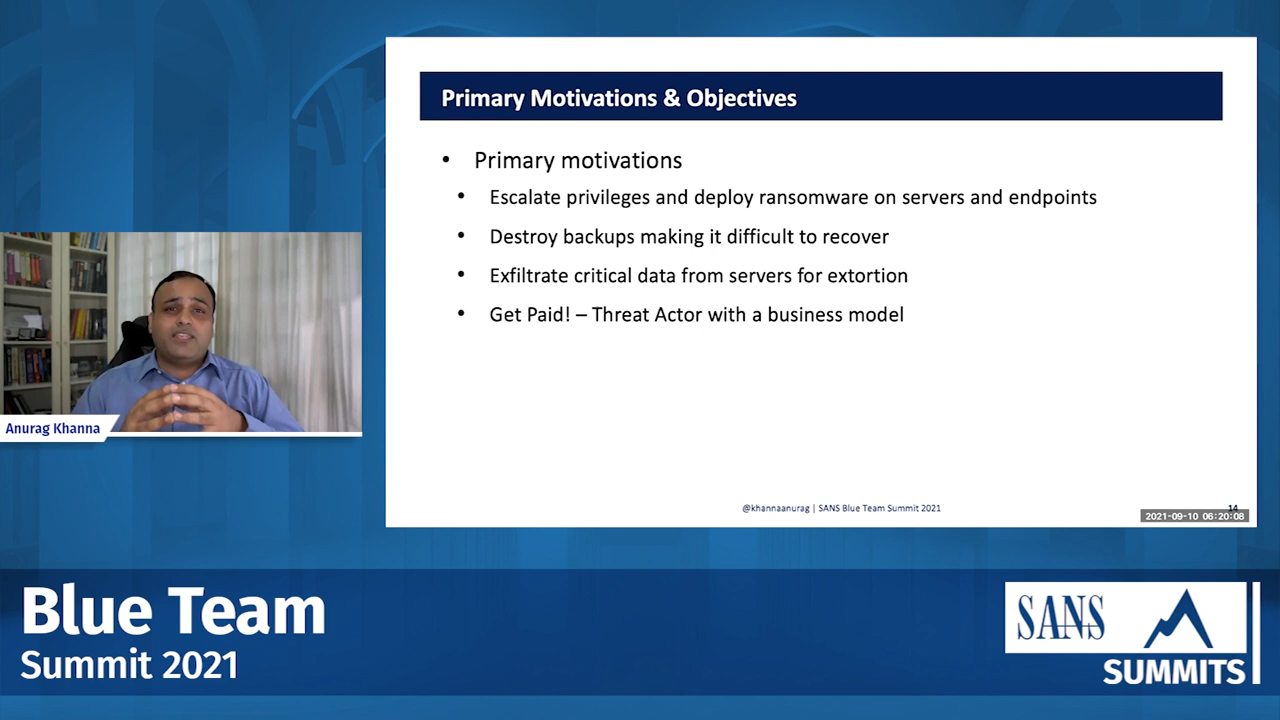 Primary Motivations & Objectives
• Primary motivations
• Escalate privileges and deploy ransomware on servers and endpoints
• Destroy backups making it difficult to recover
• Exfiltrate critical data from servers for extortion
• Get Paid! – Threat Actor with a business model
Anurag Khanna
@khannaanurag | SANS Blue Team Summit 2021
14
2021-09-10 06:20:08
Blue Team
Summit 2021
SANS
SUMMITS